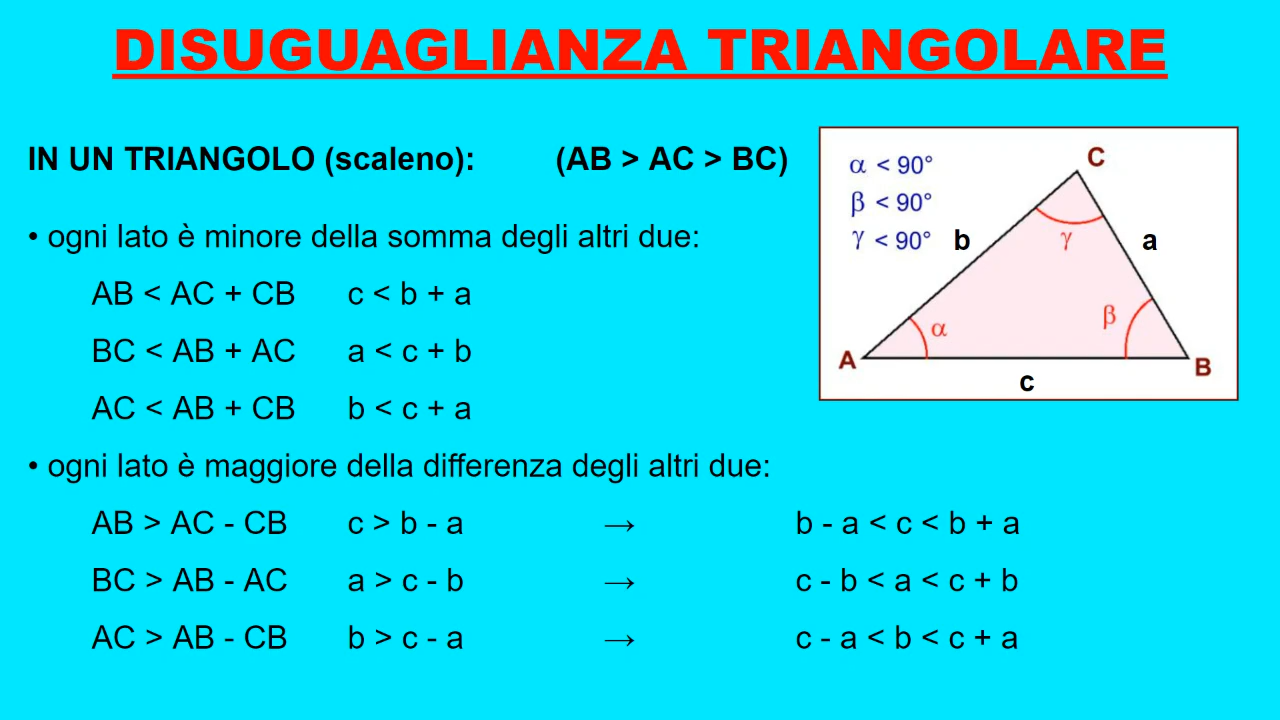 DISUGUAGLIANZA TRIANGOLARE
IN UN TRIANGOLO (scaleno): (AB > AC > BC)
• ogni lato è minore della somma degli altri due:
AB < AC + CB c < b + a
BC < AB + AC a < c + b
AC < AB + CB b < c + a
• ogni lato è maggiore della differenza degli altri due:
AB > AC - CB c > b - a → b - a < c < b + a
BC > AB - AC a > c - b → c - b < a < c + b
AC > AB - CB b > c - a → c - a < b < c + a
α < 90°
β < 90°
γ < 90°
C
b
γ
a
α
β
A
B
c